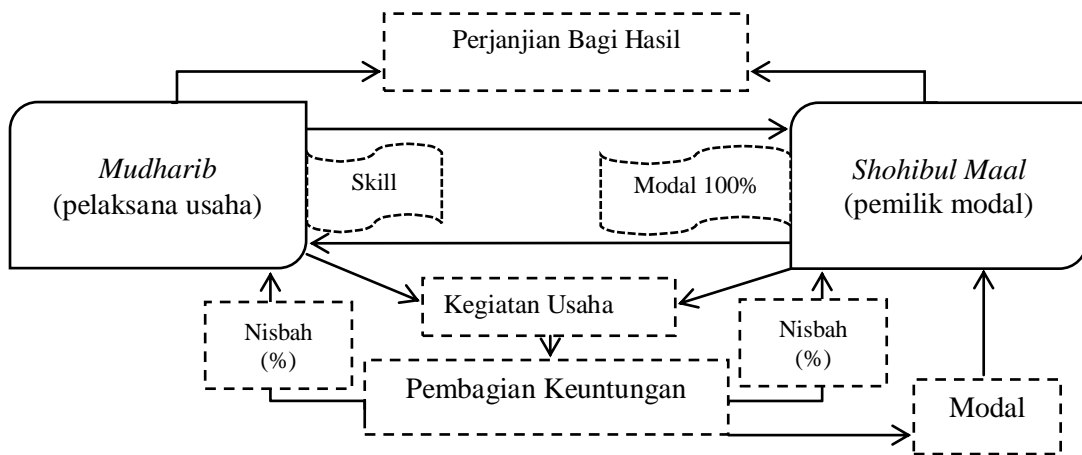 Perjanjian Bagi Hasil
Mudharib
(pelaksana usaha)
Skill
Modal 100%
Shohibul Maal
(pemilik modal)
Nisbah
(%)
Kegiatan Usaha
Nisbah
(%)
Pembagian Keuntungan
Modal